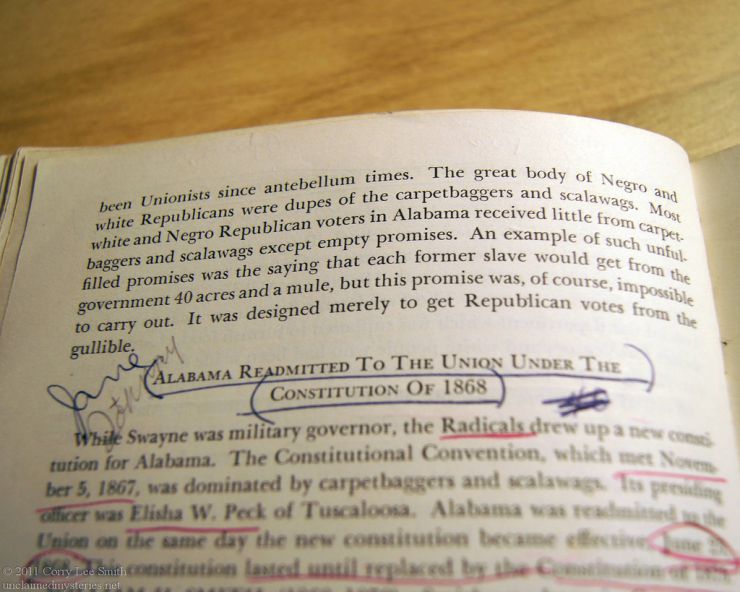 been Unionists since antebellum times. The great body of Negro and
white Republicans were dupes of the carpetbaggers and scalawags. Most
white and Negro Republican voters in Alabama received little from carpet-
baggers and scalawags except empty promises. An example of such unful-
filled promises was the saying that each former slave would get from the
government 40 acres and a mule, but this promise was, of course, impossible
to carry out. It was designed merely to get Republican votes from the
gullible.
Jane
ALABAMA READMITTED TO THE UNION UNDER THE
CONSTITUTION OF 1868
While Swayne was military governor, the Radicals drew up a new consti-
tution for Alabama. The Constitutional Convention, which met Novem-
ber 5, 1867, was dominated by carpetbaggers and scalawags. Its presiding
officer was Elisha W. Peck of Tuscaloosa. Alabama was readmitted to the
Union on the same day the new constitution became effective, June
constitution lasted until replaced by the Constitution of
© 2011 Corry Lee Smith
unclaimedmysteries.net